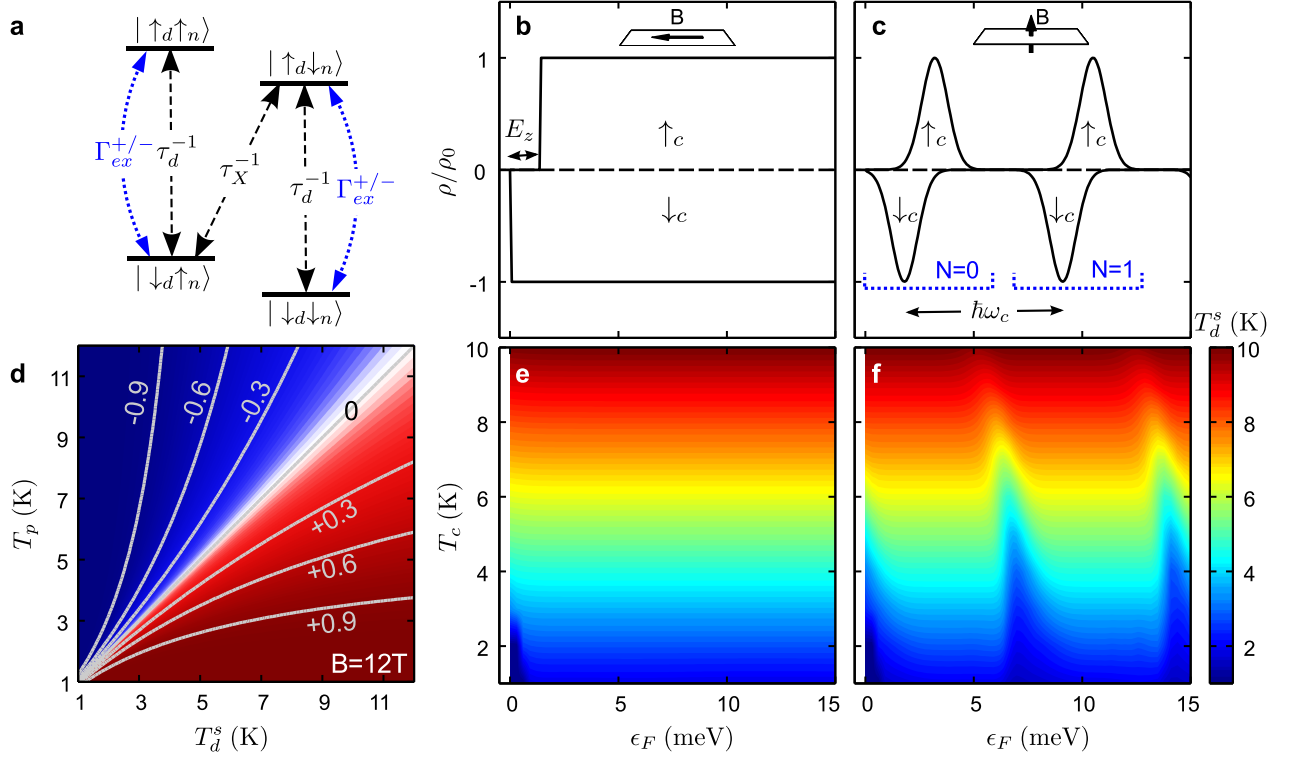 a
| ↑d↑n⟩
| ↑d↓n⟩
Γex+/−
τd−1
τX−1
τd−1
Γex+/−
| ↓d↑n⟩
| ↓d↓n⟩
b
B
1
Ez
↑c
ρ/ρ0
0
↓c
-1
c
B
↑c
↑c
↓c
↓c
N=0
N=1
ℏωc
d
-0.9
-0.6
-0.3
0
+0.3
+0.6
+0.9
B=12T
11
9
7
5
3
1
Tp (K)
1
3
5
7
9
11
Tds (K)
e
10
8
6
4
2
Tc (K)
0
5
10
15
ϵF (meV)
f
0
5
10
15
ϵF (meV)
Tds (K)
10
8
6
4
2